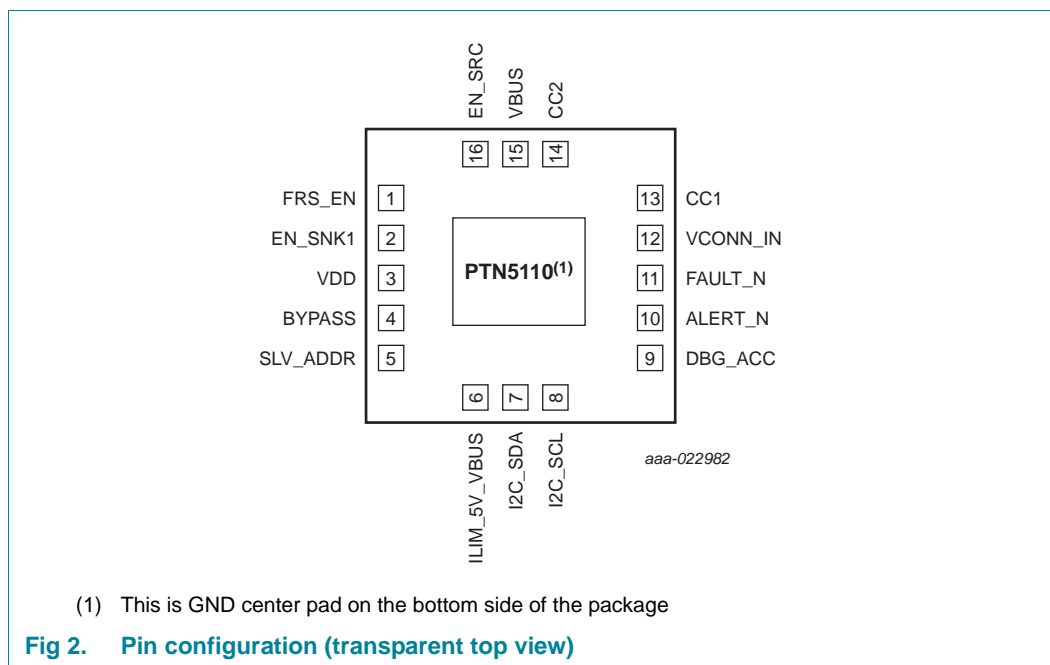 EN_SRC
VBUS
CC2
16
15
14
FRS_EN 1
13 CC1
EN_SNK1 2
12 VCONN_IN
VDD 3
PTN5110(1)
11 FAULT_N
BYPASS 4
10 ALERT_N
SLV_ADDR 5
9 DBG_ACC
6
7
8
ILIM_5V_VBUS
I2C_SDA
I2C_SCL
aaa-022982
(1) This is GND center pad on the bottom side of the package
Fig 2. Pin configuration (transparent top view)